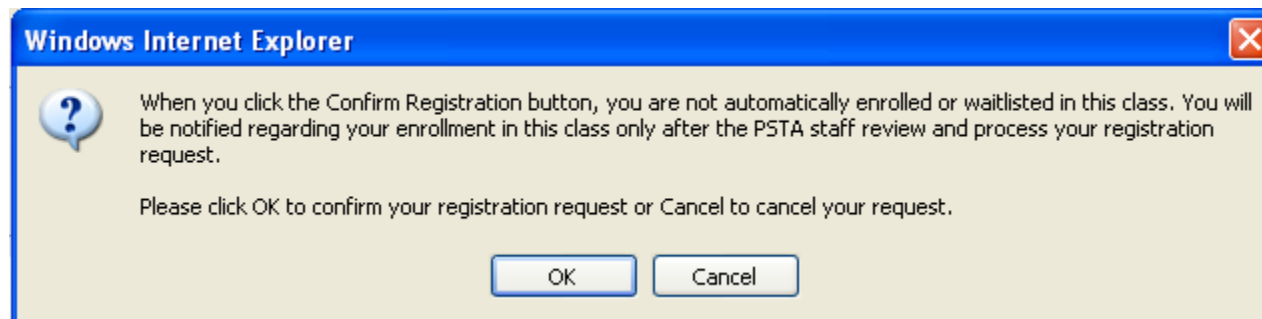 Windows Internet Explorer
When you click the Confirm Registration button, you are not automatically enrolled or waitlisted in this class. You will
be notified regarding your enrollment in this class only after the PSTA staff review and process your registration
request.
Please click OK to confirm your registration request or Cancel to cancel your request.
OK
Cancel